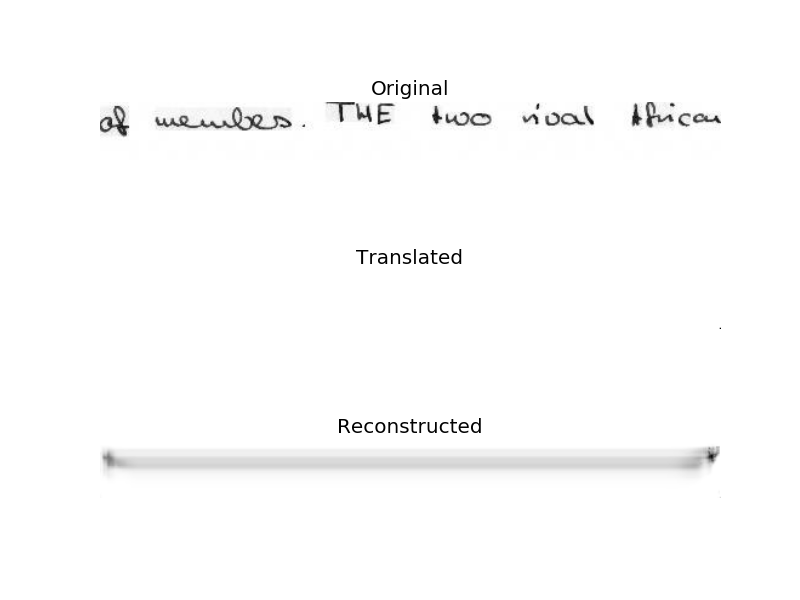 Original
of membes. THE two rival African
Translated
Reconstructed